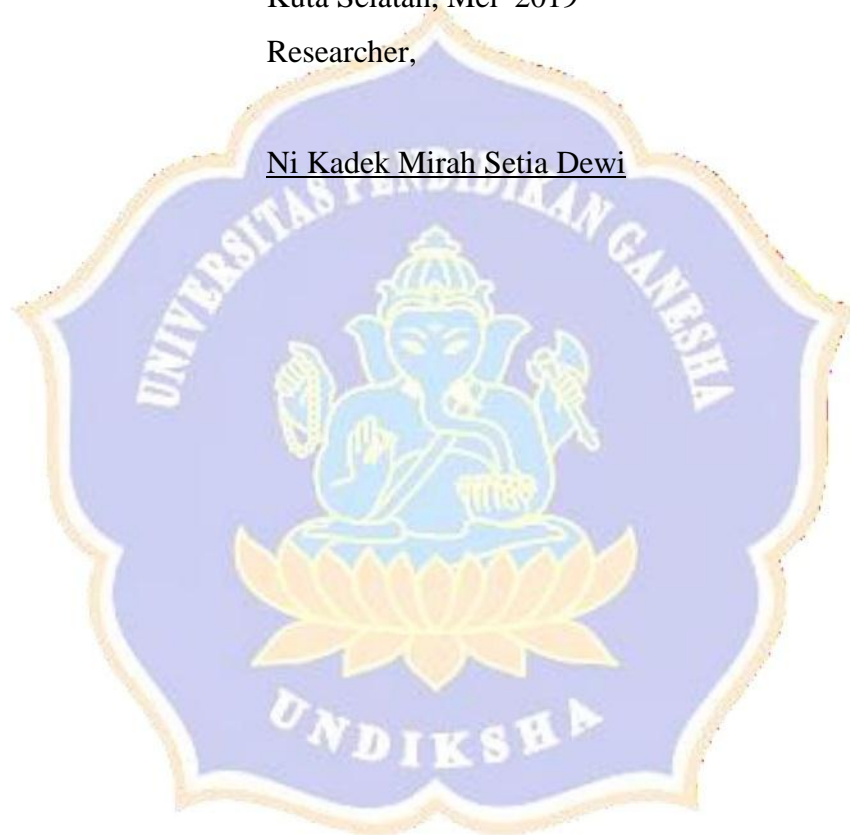 Kuta Selatan, Mei 2019
Researcher,
Ni Kadek Mirah Setia Dewi
UNIVERSITAS PENDIDIKAN GANESHA
UNDIKSHA